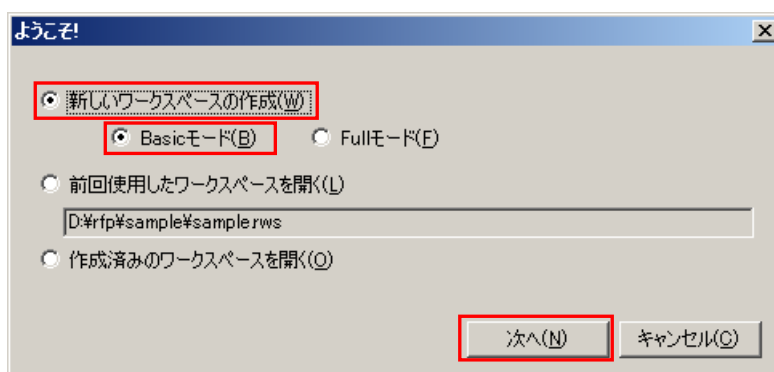 ようこそ!
新しいワークスペースの作成(W)
Basicモード(B) Fullモード(F)
前回使用したワークスペースを開く(L)
D:¥rfp¥sample¥sample.rws
作成済みのワークスペースを開く(O)
次へ(N) キャンセル(C)